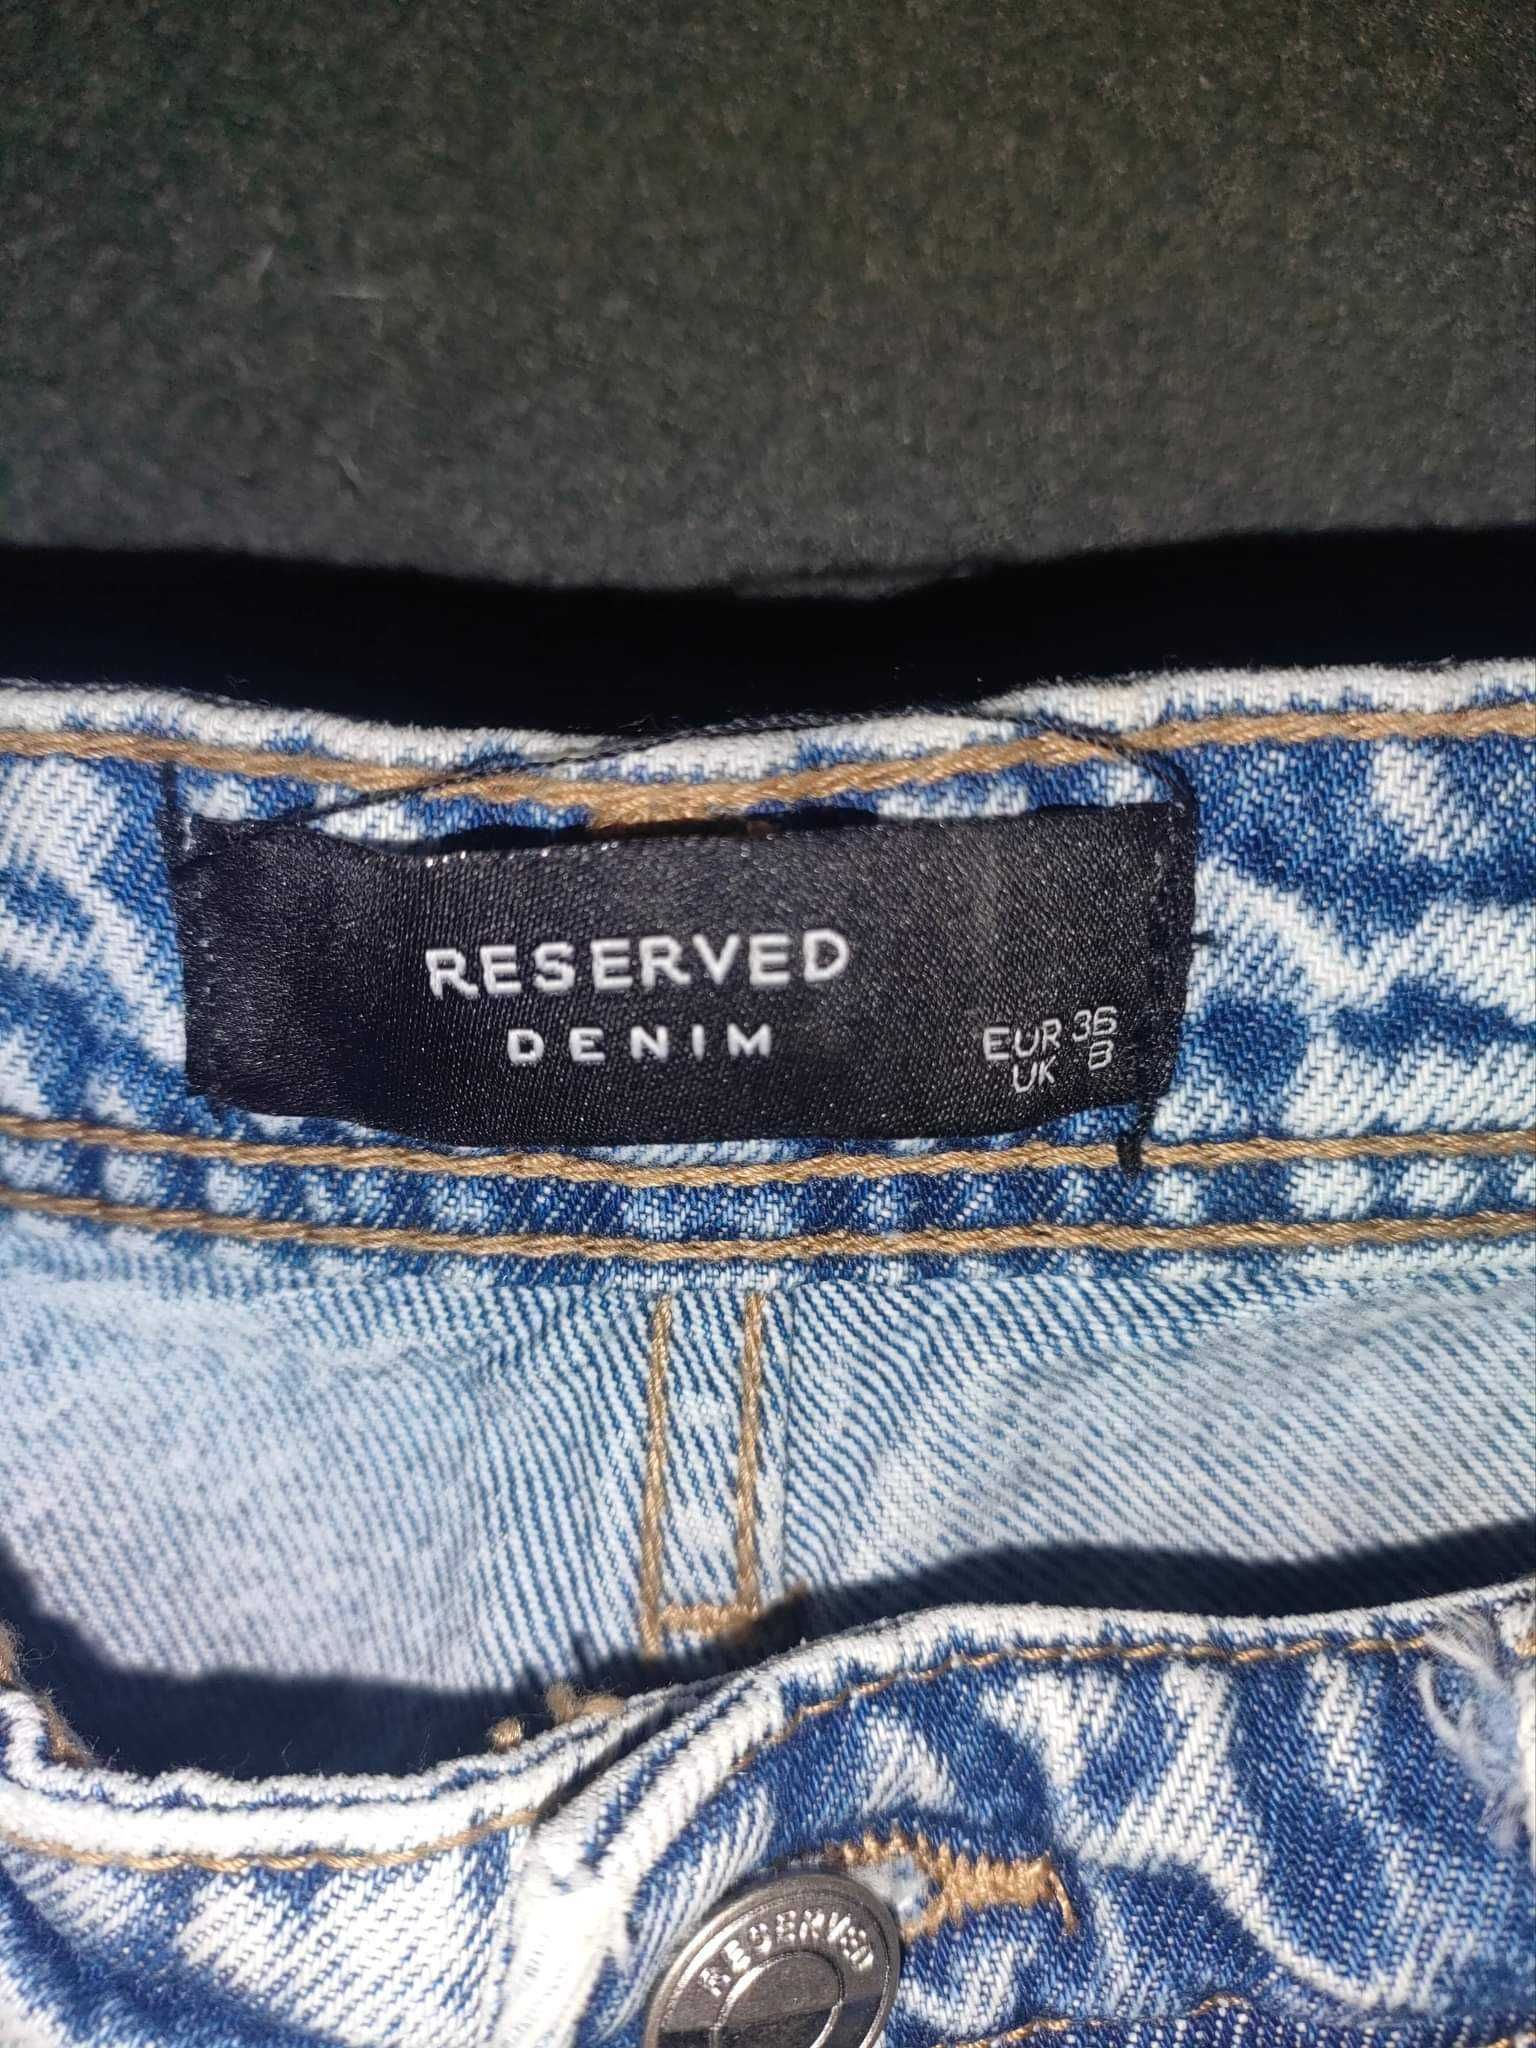 RESERVED
DENIM
EUR 36
UK 8
RESERVED